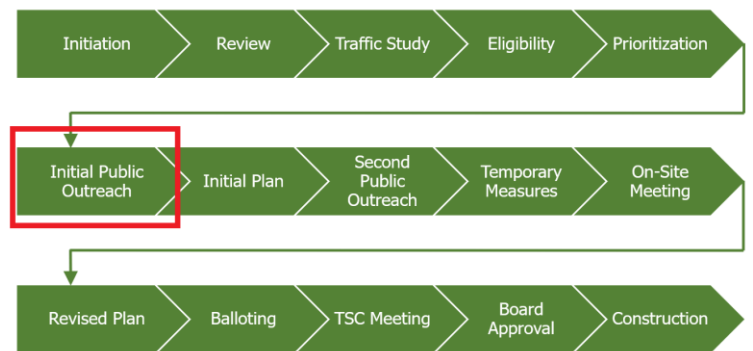 Initiation
Review
Traffic Study
Eligibility
Prioritization
Initial Public
Outreach
Initial Plan
Second
Public
Outreach
Temporary
Measures
On-Site
Meeting
Revised Plan
Balloting
TSC Meeting
Board
Approval
Construction